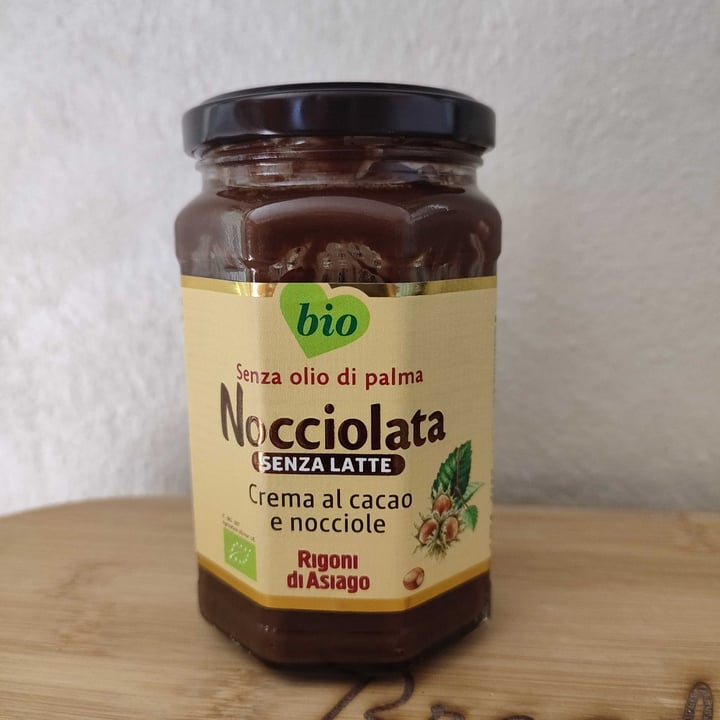 bio
Senza olio di palma
Nocciolata
SENZA LATTE
Crema al cacao
e nocciole
Rigoni
di Asiago